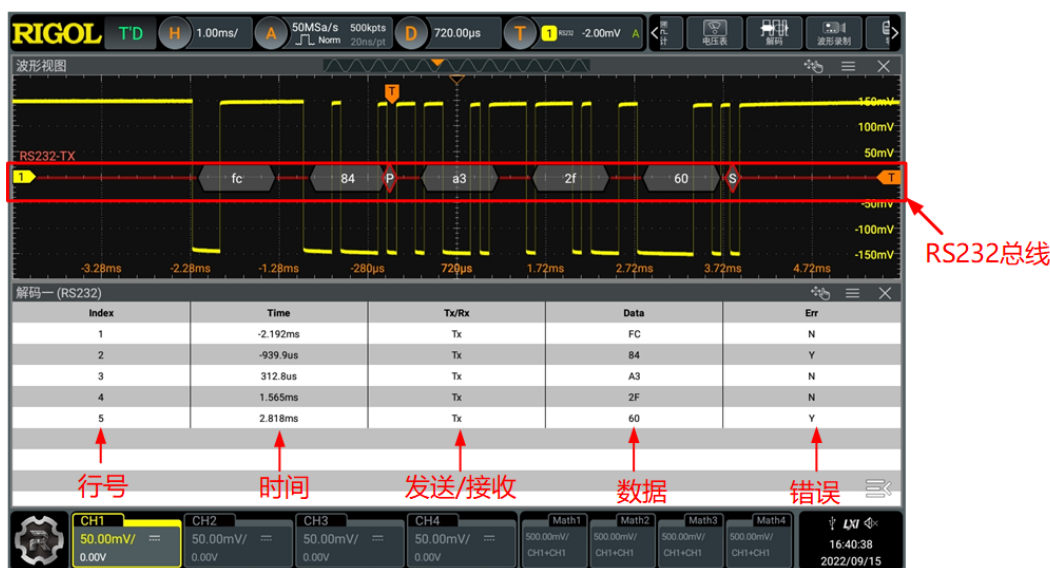 RIGOL T'D H 1.00ms/ A 50MSa/s 500kpts Norm 20ns/pt D 720.00μs T 1 RS232 -2.00mV A 计 电压表 解码 波形录制
波形视图
150mV
100mV
RS232-TX 50mV
1 fc 84 P a3 2f 60 S T
-50mV
RS232总线
-100mV
-150mV
-3.28ms -2.28ms -1.28ms -280μs 720μs 1.72ms 2.72ms 3.72ms 4.72ms
解码一 (RS232)
Index Time Tx/Rx Data Err
1 -2.192ms Tx FC N
2 -939.9us Tx 84 Y
3 312.8us Tx A3 N
4 1.565ms Tx 2F N
5 2.818ms Tx 60 Y
行号 时间 发送/接收 数据 错误
CH1 CH2 CH3 CH4 Math1 Math2 Math3 Math4 LXI
50.00mV/ 50.00mV/ 50.00mV/ 50.00mV/ 500.00mV/ 500.00mV/ 500.00mV/ 500.00mV/ 16:40:38
0.00V 0.00V 0.00V 0.00V CH1+CH1 CH1+CH1 CH1+CH1 CH1+CH1 2022/09/15